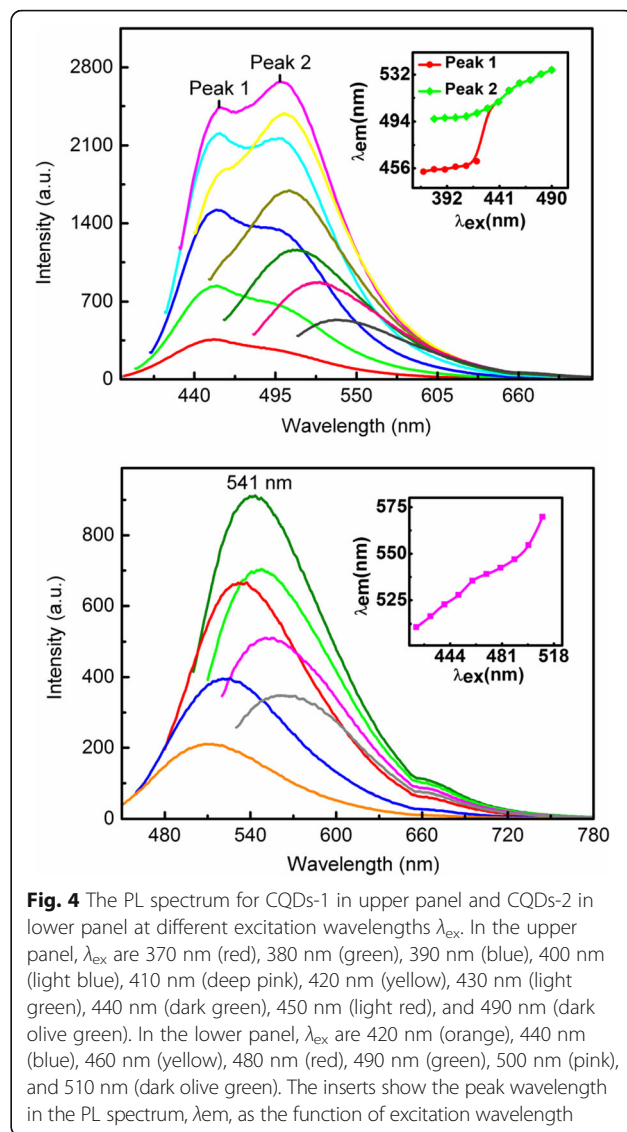 2800
2100
1400
700
0
Intensity (a.u.)
Peak 1
Peak 2
440
495
550
605
660
Wavelength (nm)
Peak 1
Peak 2
532
494
456
λem(nm)
392
441
490
λex(nm)
541 nm
800
600
400
200
0
Intensity (a.u.)
480
540
600
660
720
780
Wavelength (nm)
575
550
525
λem(nm)
444
481
518
λex(nm)
Fig. 4 The PL spectrum for CQDs-1 in upper panel and CQDs-2 in
lower panel at different excitation wavelengths λex. In the upper
panel, λex are 370 nm (red), 380 nm (green), 390 nm (blue), 400 nm
(light blue), 410 nm (deep pink), 420 nm (yellow), 430 nm (light
green), 440 nm (dark green), 450 nm (light red), and 490 nm (dark
olive green). In the lower panel, λex are 420 nm (orange), 440 nm
(blue), 460 nm (yellow), 480 nm (red), 490 nm (green), 500 nm (pink),
and 510 nm (dark olive green). The inserts show the peak wavelength
in the PL spectrum, λem, as the function of excitation wavelength